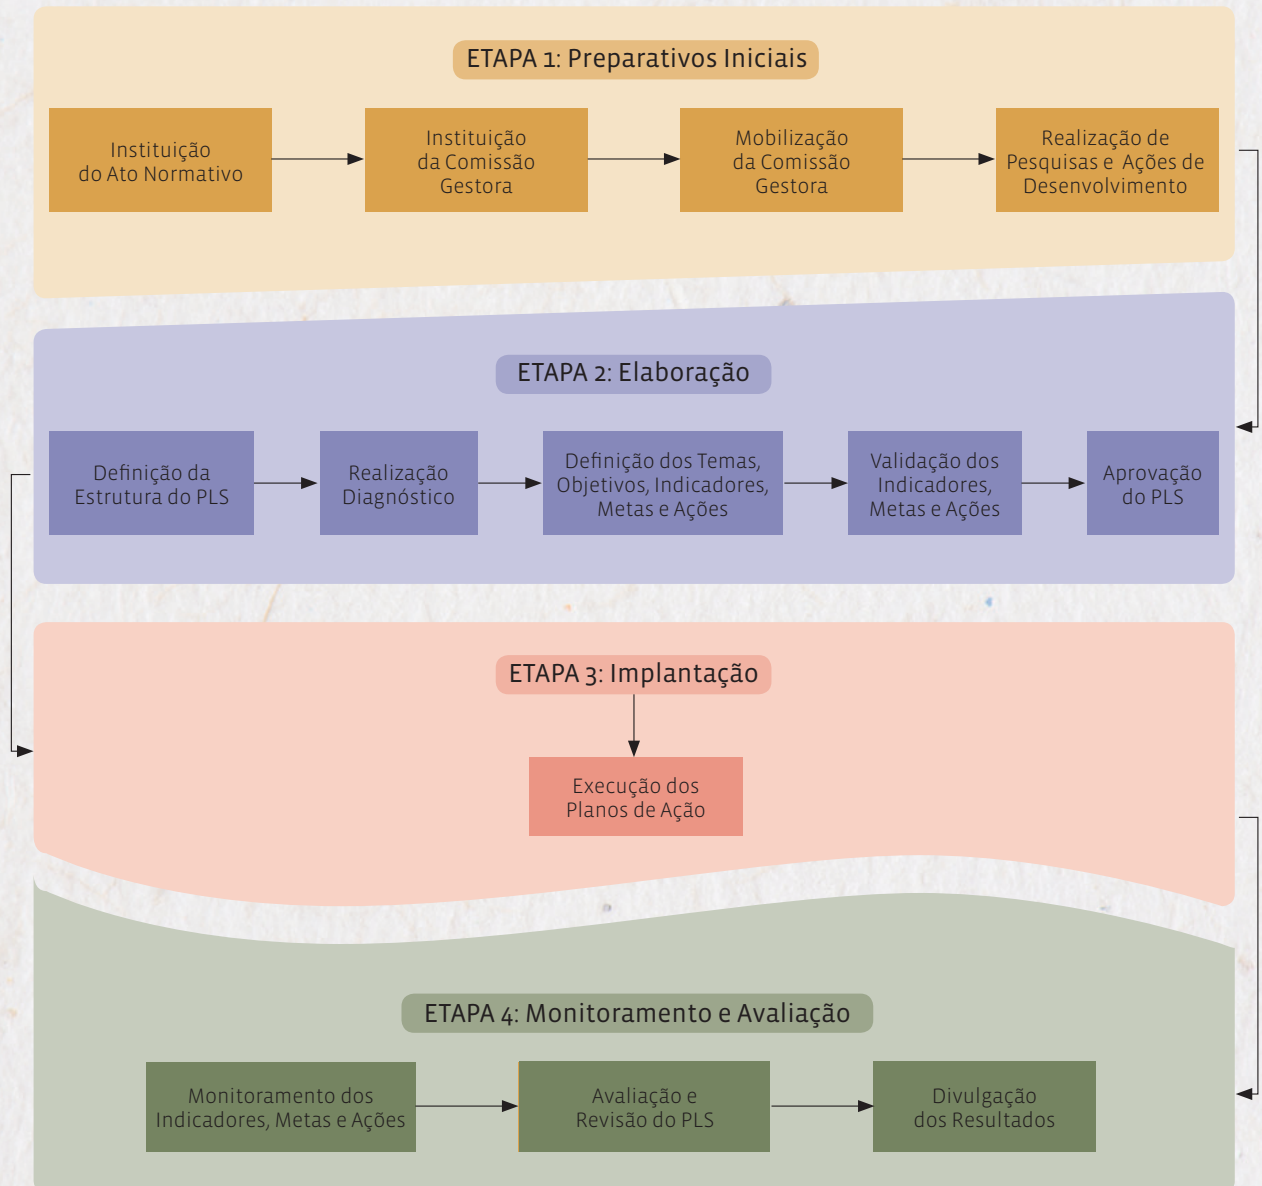 ETAPA 1: Preparativos Iniciais
Instituição
do Ato Normativo
Instituição
da Comissão
Gestora
Mobilização
da Comissão
Gestora
Realização de
Pesquisas e Ações de
Desenvolvimento
ETAPA 2: Elaboração
Definição da
Estrutura do PLS
Realização
Diagnóstico
Definição dos Temas,
Objetivos, Indicadores,
Metas e Ações
Validação dos
Indicadores,
Metas e Ações
Aprovação
do PLS
ETAPA 3: Implantação
Execução dos
Planos de Ação
ETAPA 4: Monitoramento e Avaliação
Monitoramento dos
Indicadores, Metas e Ações
Avaliação e
Revisão do PLS
Divulgação
dos Resultados